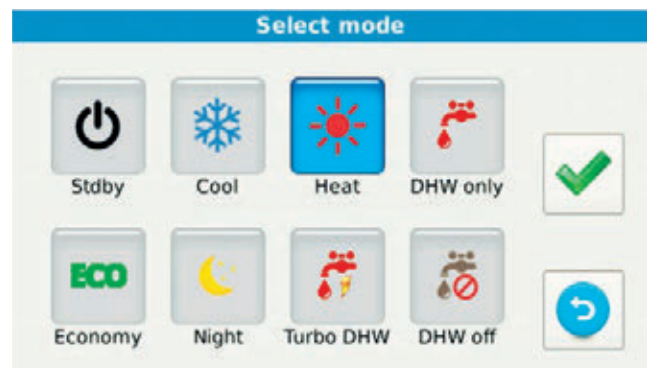 Select mode
Stdby Cool Heat DHW only
ECO
Economy Night Turbo DHW DHW off